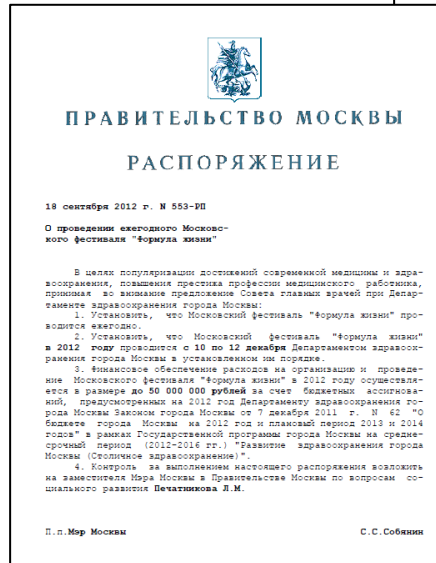 ПРАВИТЕЛЬСТВО МОСКВЫ
РАСПОРЯЖЕНИЕ
18 сентября 2012 г. N 553-РП
О проведении ежегодного Московс-
кого фестиваля "Формула жизни"
В целях популяризации достижений современной медицины и здра-
воохранения, повышения престижа профессии медицинского работника,
принимая во внимание предложение Совета главных врачей при Депар-
таменте здравоохранения города Москвы:
1. Установить, что Московский фестиваль "Формула жизни" про-
водится ежегодно.
2. Установить, что Московский фестиваль "Формула жизни"
в 2012 году проводится с 10 по 12 декабря Департаментом здравоох-
ранения города Москвы в установленном им порядке.
3. Финансовое обеспечение расходов на организацию и проведе-
ние Московского фестиваля "Формула жизни" в 2012 году осуществля-
ется в размере до 50 000 000 рублей за счет бюджетных ассигнова-
ний, предусмотренных на 2012 год Департаменту здравоохранения го-
рода Москвы Законом города Москвы от 7 декабря 2011 г. N 62 "О
бюджете города Москвы на 2012 год и плановый период 2013 и 2014
годов" в рамках Государственной программы города Москвы на средне-
срочный период (2012-2016 гг.) "Развитие здравоохранения города
Москвы (Столичное здравоохранение)".
4. Контроль за выполнением настоящего распоряжения возложить
на заместителя Мэра Москвы в Правительстве Москвы по вопросам со-
циального развития Печатникова Л.М.
П.п.Мэр Москвы С.С.Собянин